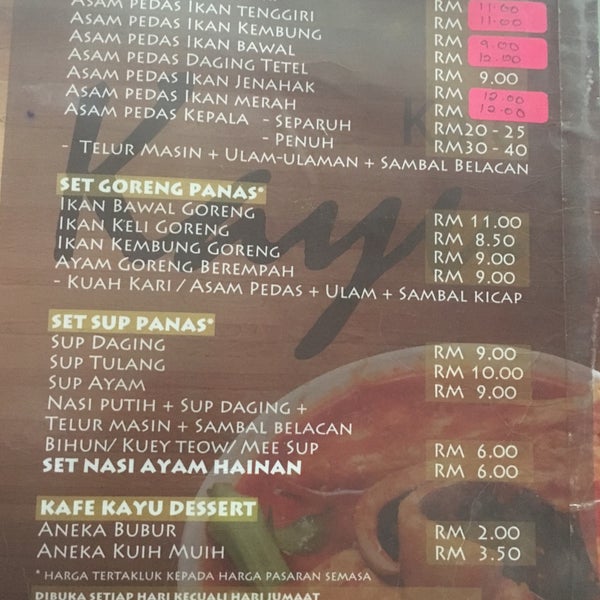 Asam Pedas Ikan Tenggiri RM 11.00
Asam Pedas Ikan Kembung RM 11.00
Asam Pedas Ikan Bawal RM 9.00
Asam Pedas Daging Tetel RM 12.00
Asam Pedas Ikan Jenahak RM 9.00
Asam Pedas Ikan merah RM 12.00
Asam Pedas Kepala - Separuh RM 12.00
- Penuh RM20 - 25
RM30 - 40
- Telur Masin + Ulam-ulaman + Sambal Belacan
SET GORENG PANAS*
Ikan Bawal Goreng RM 11.00
Ikan Keli Goreng RM 8.50
Ikan Kembung Goreng RM 9.00
Ayam Goreng Berempah RM 9.00
- Kuah Kari / Asam Pedas + Ulam + Sambal kicap
SET SUP PANAS*
Sup Daging RM 9.00
Sup Tulang RM 10.00
Sup Ayam RM 9.00
Nasi putih + Sup daging +
Telur masin + Sambal belacan
Bihun/ Kuey teow/ Mee Sup RM 6.00
SET NASI AYAM HAINAN RM 6.00
KAFE KAYU DESSERT
Aneka Bubur RM 2.00
Aneka Kuih Muih RM 3.50
* HARGA TERTAKLUK KEPADA HARGA PASARAN SEMASA
DIBUKA SETIAP HARI KECUALI HARI JUMAAT